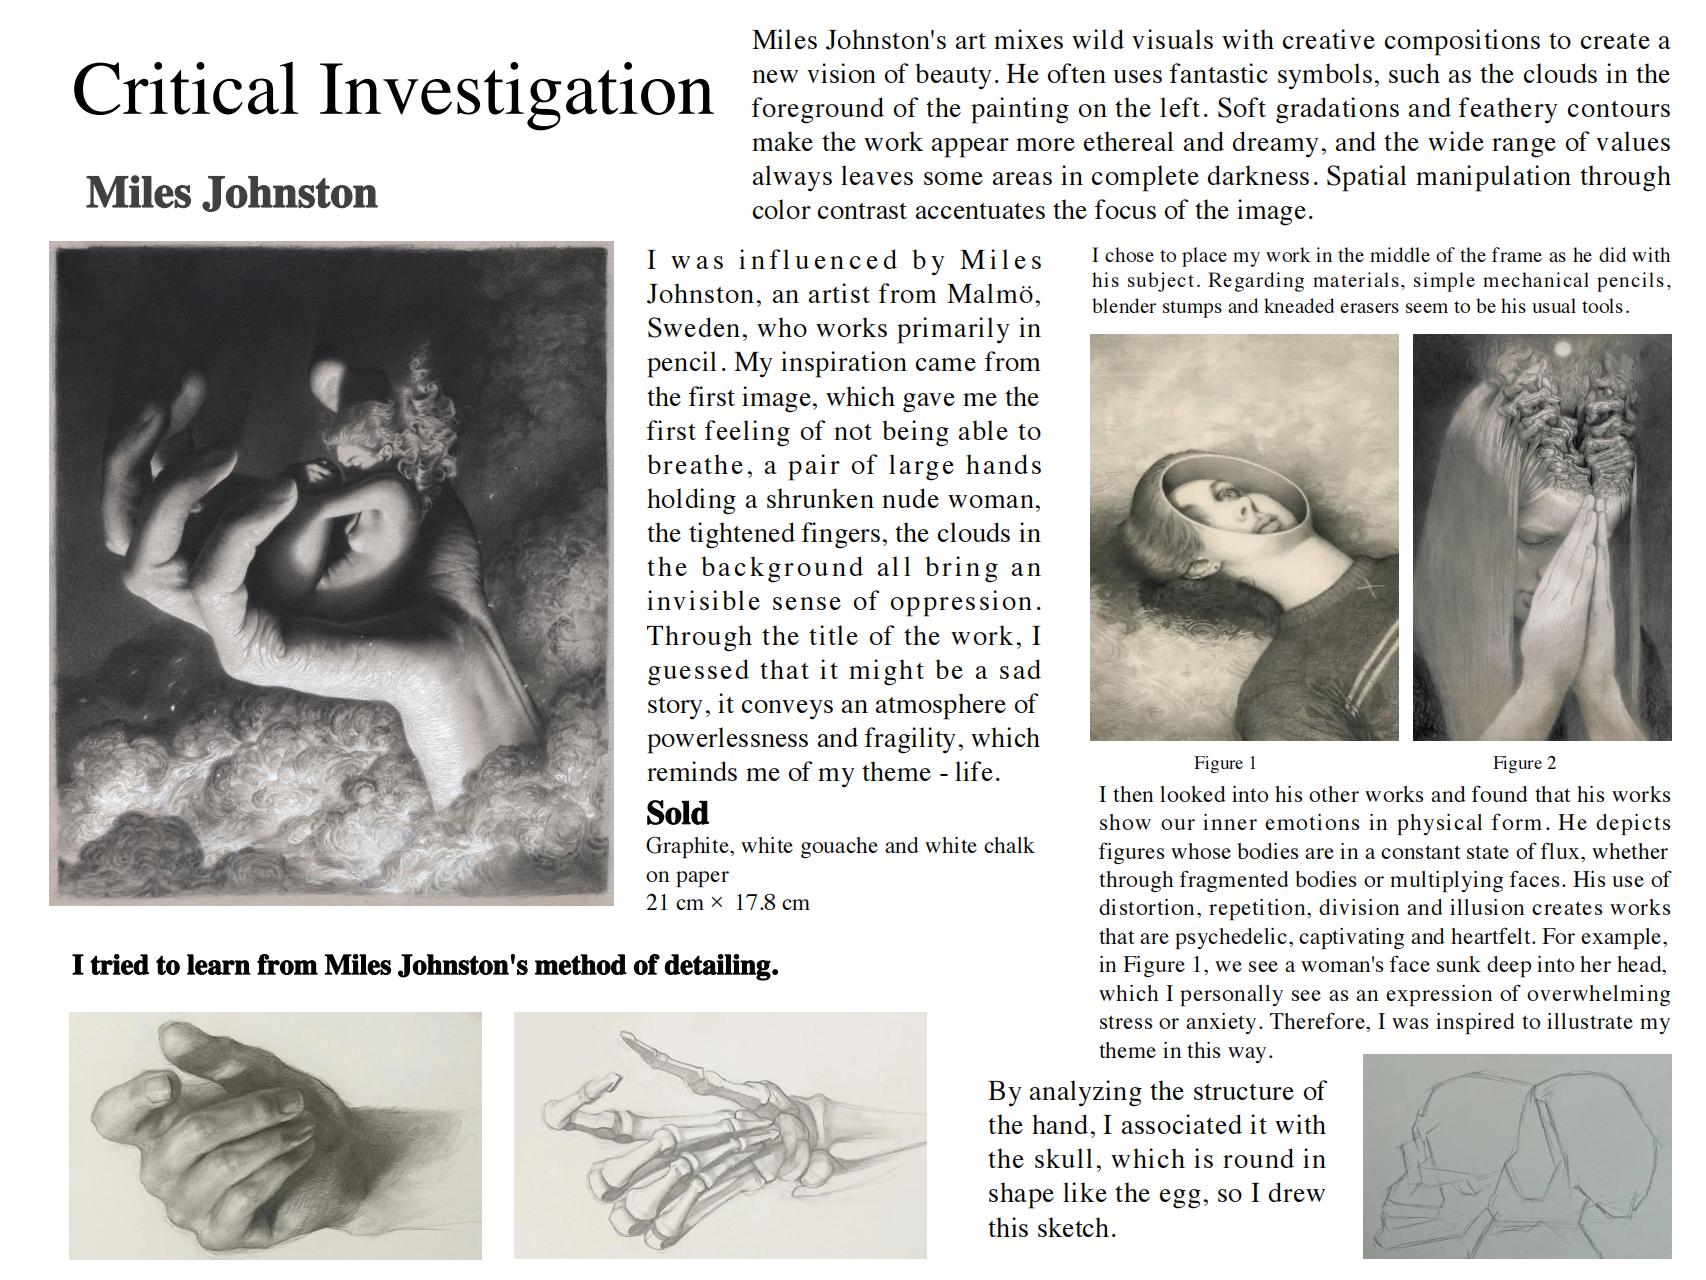 Critical Investigation
Miles Johnston
Miles Johnston's art mixes wild visuals with creative compositions to create a
new vision of beauty. He often uses fantastic symbols, such as the clouds in the
foreground of the painting on the left. Soft gradations and feathery contours
make the work appear more ethereal and dreamy, and the wide range of values
always leaves some areas in complete darkness. Spatial manipulation through
color contrast accentuates the focus of the image.
I was influenced by Miles
Johnston, an artist from Malmö,
Sweden, who works primarily in
pencil. My inspiration came from
the first image, which gave me the
first feeling of not being able to
breathe, a pair of large hands
holding a shrunken nude woman,
the tightened fingers, the clouds in
the background all bring an
invisible sense of oppression.
Through the title of the work, I
guessed that it might be a sad
story, it conveys an atmosphere of
powerlessness and fragility, which
reminds me of my theme - life.
Sold
Graphite, white gouache and white chalk
on paper
21 cm × 17.8 cm
I chose to place my work in the middle of the frame as he did with
his subject. Regarding materials, simple mechanical pencils,
blender stumps and kneaded erasers seem to be his usual tools.
Figure 1
Figure 2
I then looked into his other works and found that his works
show our inner emotions in physical form. He depicts
figures whose bodies are in a constant state of flux, whether
through fragmented bodies or multiplying faces. His use of
distortion, repetition, division and illusion creates works
that are psychedelic, captivating and heartfelt. For example,
in Figure 1, we see a woman's face sunk deep into her head,
which I personally see as an expression of overwhelming
stress or anxiety. Therefore, I was inspired to illustrate my
theme in this way.
I tried to learn from Miles Johnston's method of detailing.
By analyzing the structure of
the hand, I associated it with
the skull, which is round in
shape like the egg, so I drew
this sketch.